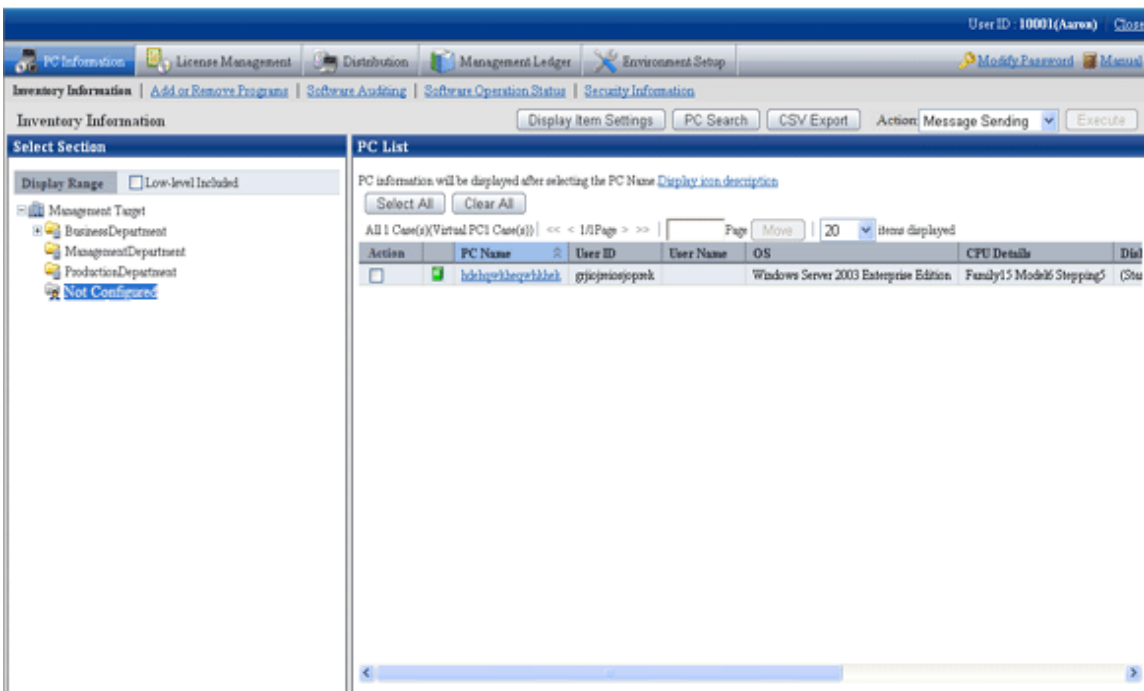 User ID : 10001(Aaron) Close
PC Information License Management Distribution Management Ledger Environment Setup Modify Password Manual
Inventory Information | Add or Remove Programs | Software Auditing | Software Operation Status | Security Information
Inventory Information Display Item Settings PC Search CSV Export Action: Message Sending Execute
Select Section PC List
Display Range Low-level Included
PC information will be displayed after selecting the PC Name.Display icon description
Management Target Select All Clear All
BusinessDepartment All 1 Case(s)(Virtual PC1 Case(s)) | << < 1/1Page > >> | Page Move | 20 items displayed
ManagementDepartment Action PC Name User ID User Name OS CPU Details
ProductionDepartment Windows Server 2003 Enterprise Edition Family15 Model6 Stepping5 (Sta
Not Configured